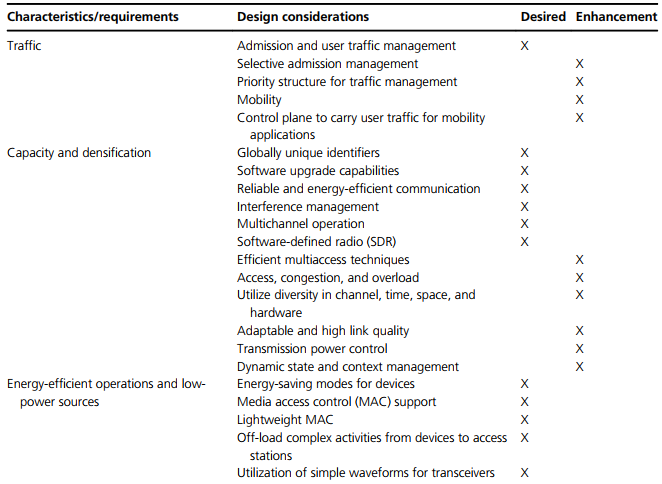 Characteristics/requirements Design considerations Desired Enhancement
Traffic Admission and user traffic management X
Selective admission management X
Priority structure for traffic management X
Mobility X
Control plane to carry user traffic for mobility X
applications
Capacity and densification Globally unique identifiers X
Software upgrade capabilities X
Reliable and energy-efficient communication X
Interference management X
Multichannel operation X
Software-defined radio (SDR) X
Efficient multiaccess techniques X
Access, congestion, and overload X
Utilize diversity in channel, time, space, and X
hardware
Adaptable and high link quality X
Transmission power control X
Dynamic state and context management X
Energy-efficient operations and low- Energy-saving modes for devices X
power sources Media access control (MAC) support X
Lightweight MAC X
Off-load complex activities from devices to access X
stations
Utilization of simple waveforms for transceivers X